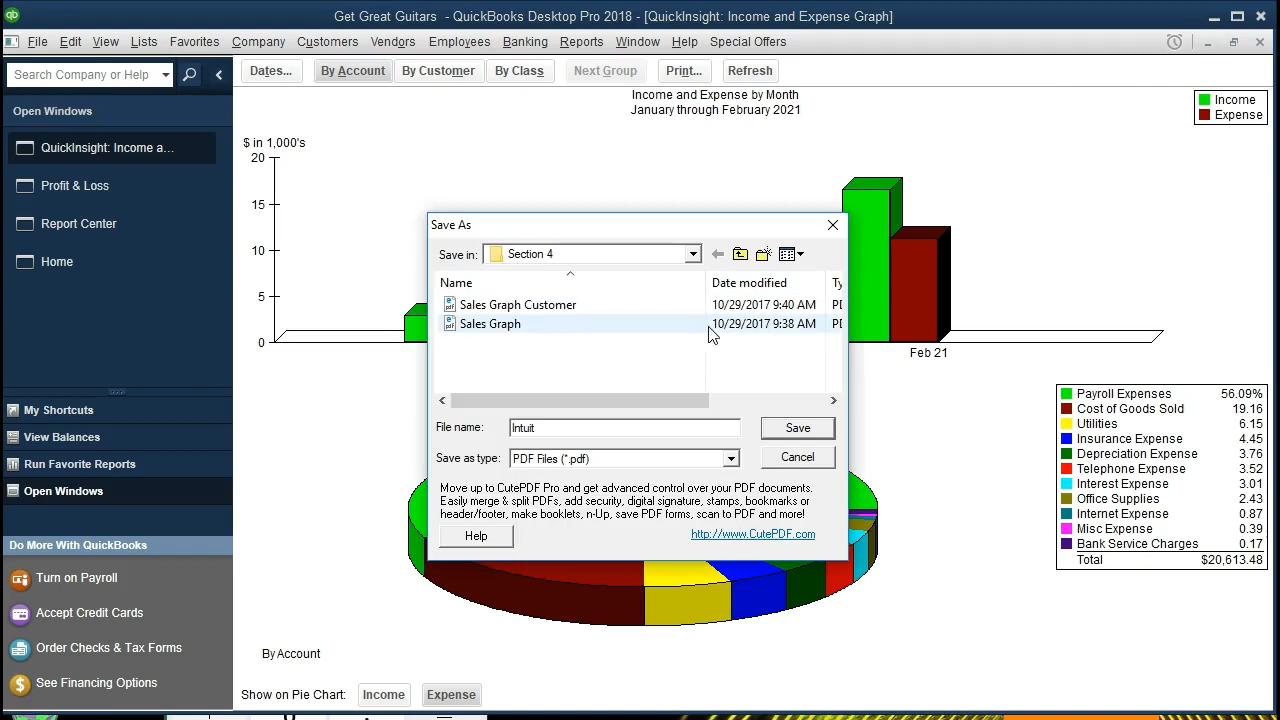 Get Great Guitars - QuickBooks Desktop Pro 2018 - [QuickInsight: Income and Expense Graph]
File Edit View Lists Favorites Company Customers Vendors Employees Banking Reports Window Help Special Offers
Search Company or Help
Dates... By Account By Customer By Class Next Group Print... Refresh
Open Windows
QuickInsight: Income a...
Profit & Loss
Report Center
Home
My Shortcuts
View Balances
Run Favorite Reports
Open Windows
Do More With QuickBooks
Turn on Payroll
Accept Credit Cards
Order Checks & Tax Forms
See Financing Options
Income and Expense by Month
January through February 2021
Income
Expense
$ in 1,000's
20
15
10
5
0
Feb 21
Save As
Save in: Section 4
Name Date modified Ty
Sales Graph Customer 10/29/2017 9:40 AM PD
Sales Graph 10/29/2017 9:38 AM PD
File name: Intuit Save
Save as type: PDF Files (*.pdf) Cancel
Move up to CutePDF Pro and get advanced control over your PDF documents.
Easily merge & split PDFs, add security, digital signature, stamps, bookmarks or
header/footer, make booklets, n-Up, save PDF forms, scan to PDF and more!
Help http://www.CutePDF.com
Payroll Expenses 56.09%
Cost of Goods Sold 19.16
Utilities 6.15
Insurance Expense 4.45
Depreciation Expense 3.76
Telephone Expense 3.52
Interest Expense 3.01
Office Supplies 2.43
Internet Expense 0.87
Misc Expense 0.39
Bank Service Charges 0.17
Total $20,613.48
By Account
Show on Pie Chart: Income Expense